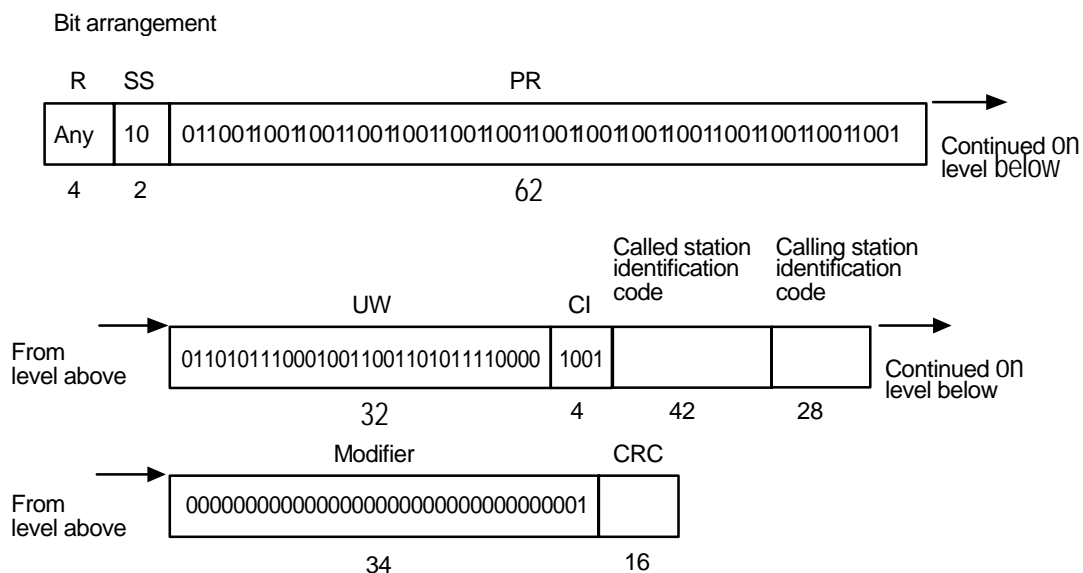 Bit arrangement
R SS PR
Any 10 01100110011001100110011001100110011001100110011001100110011001
Continued on
level below
4 2 62
Called station
identification
code
Calling station
identification
code
UW CI
From
level above
01101011100010011001101011110000 1001
Continued on
level below
32 4 42 28
Modifier CRC
From
level above
0000000000000000000000000000000001
34 16